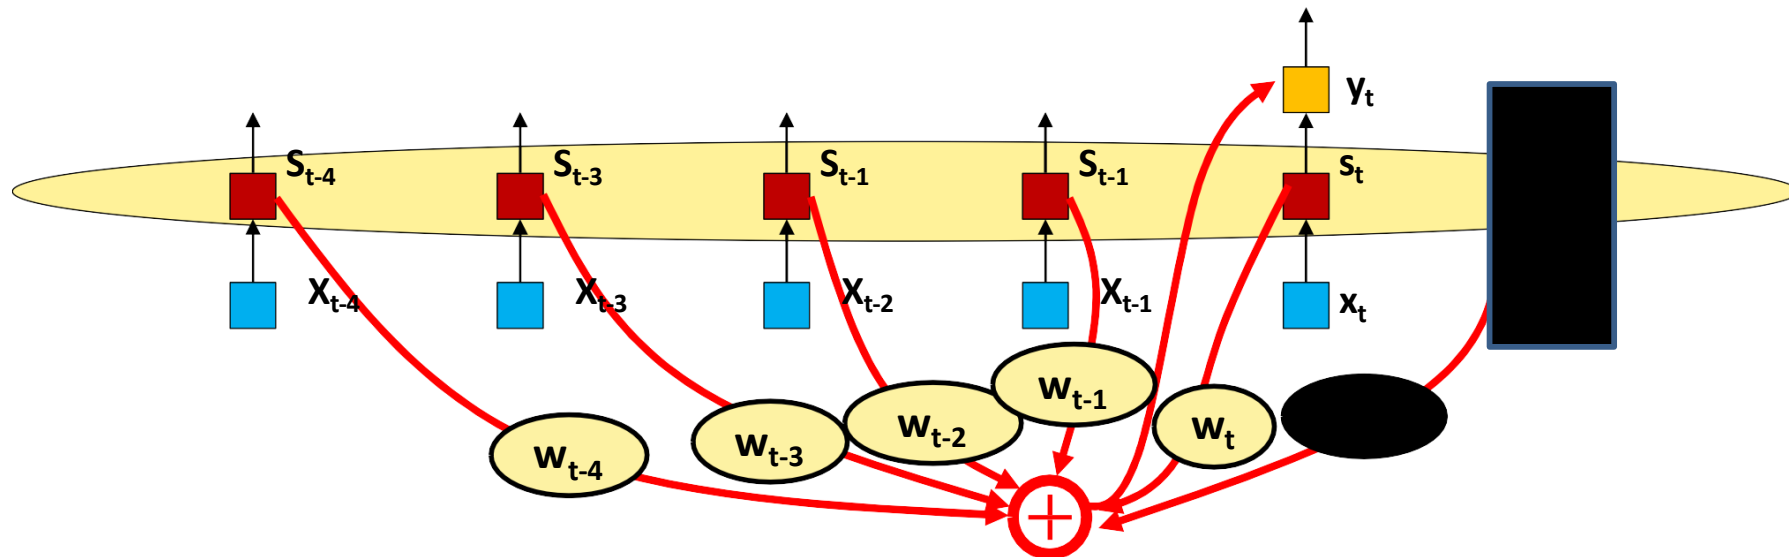 yₜ
Sₜ₋₄ Sₜ₋₃ Sₜ₋₁ Sₜ₋₁ sₜ
Xₜ₋₄ Xₜ₋₃ Xₜ₋₂ Xₜ₋₁ xₜ
wₜ₋₄ wₜ₋₃ wₜ₋₂ wₜ₋₁ wₜ
+